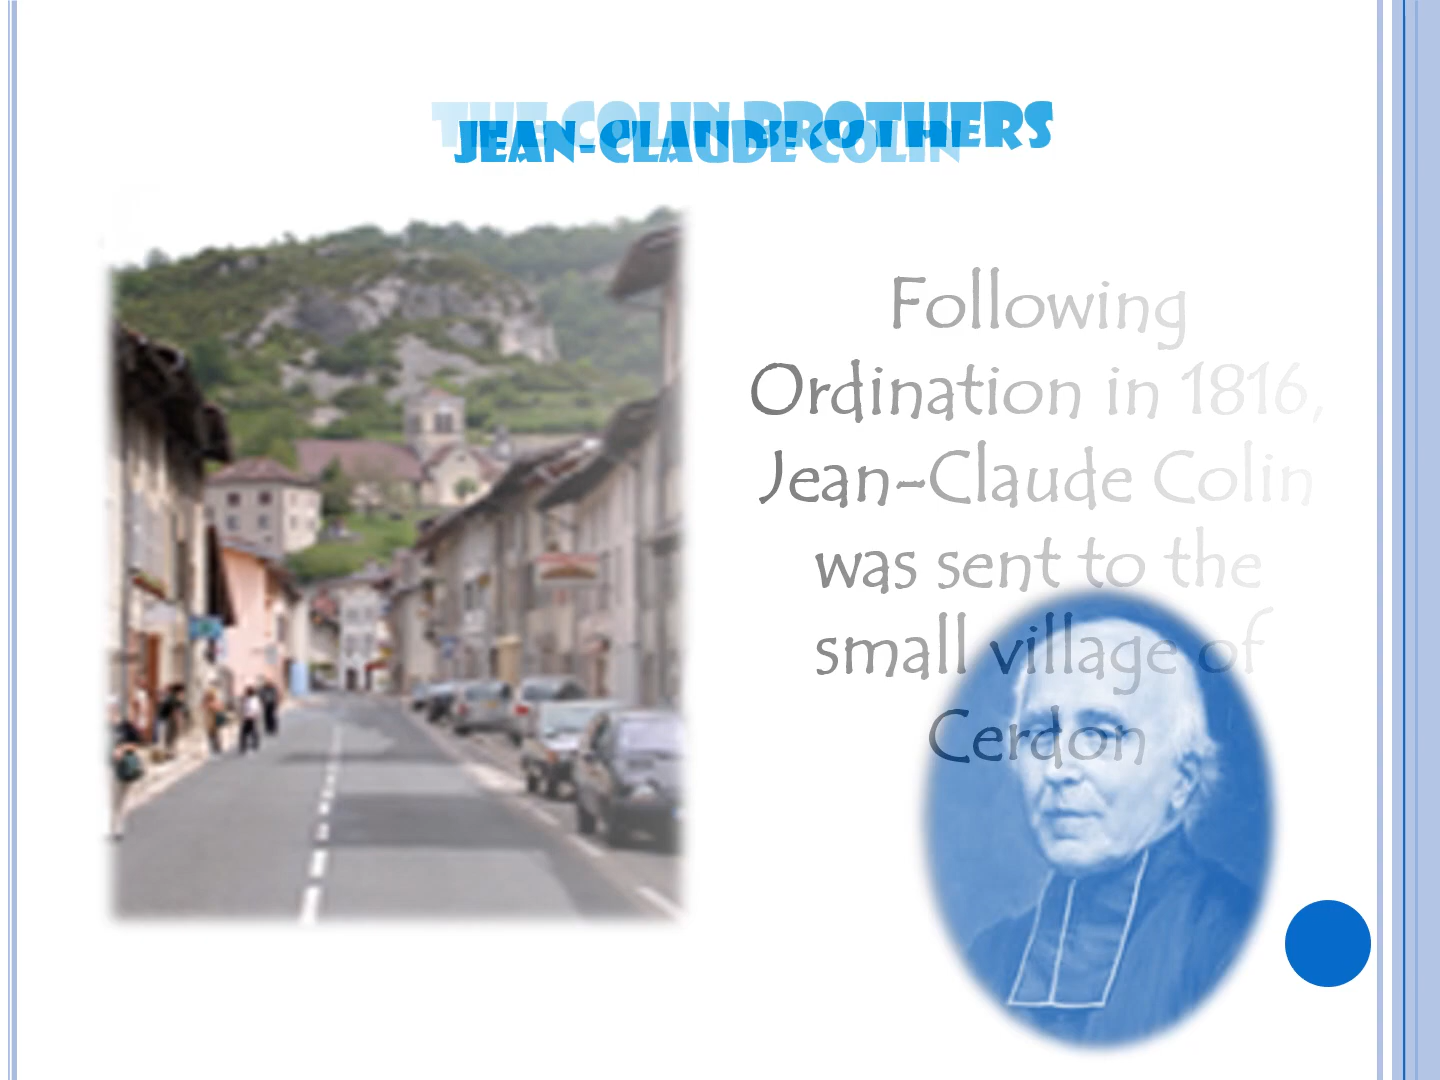 THE COLIN BROTHERS
JEAN-CLAUDE COLIN
Following
Ordination in 1816,
Jean-Claude Colin
was sent to the
small village of
Cerdon